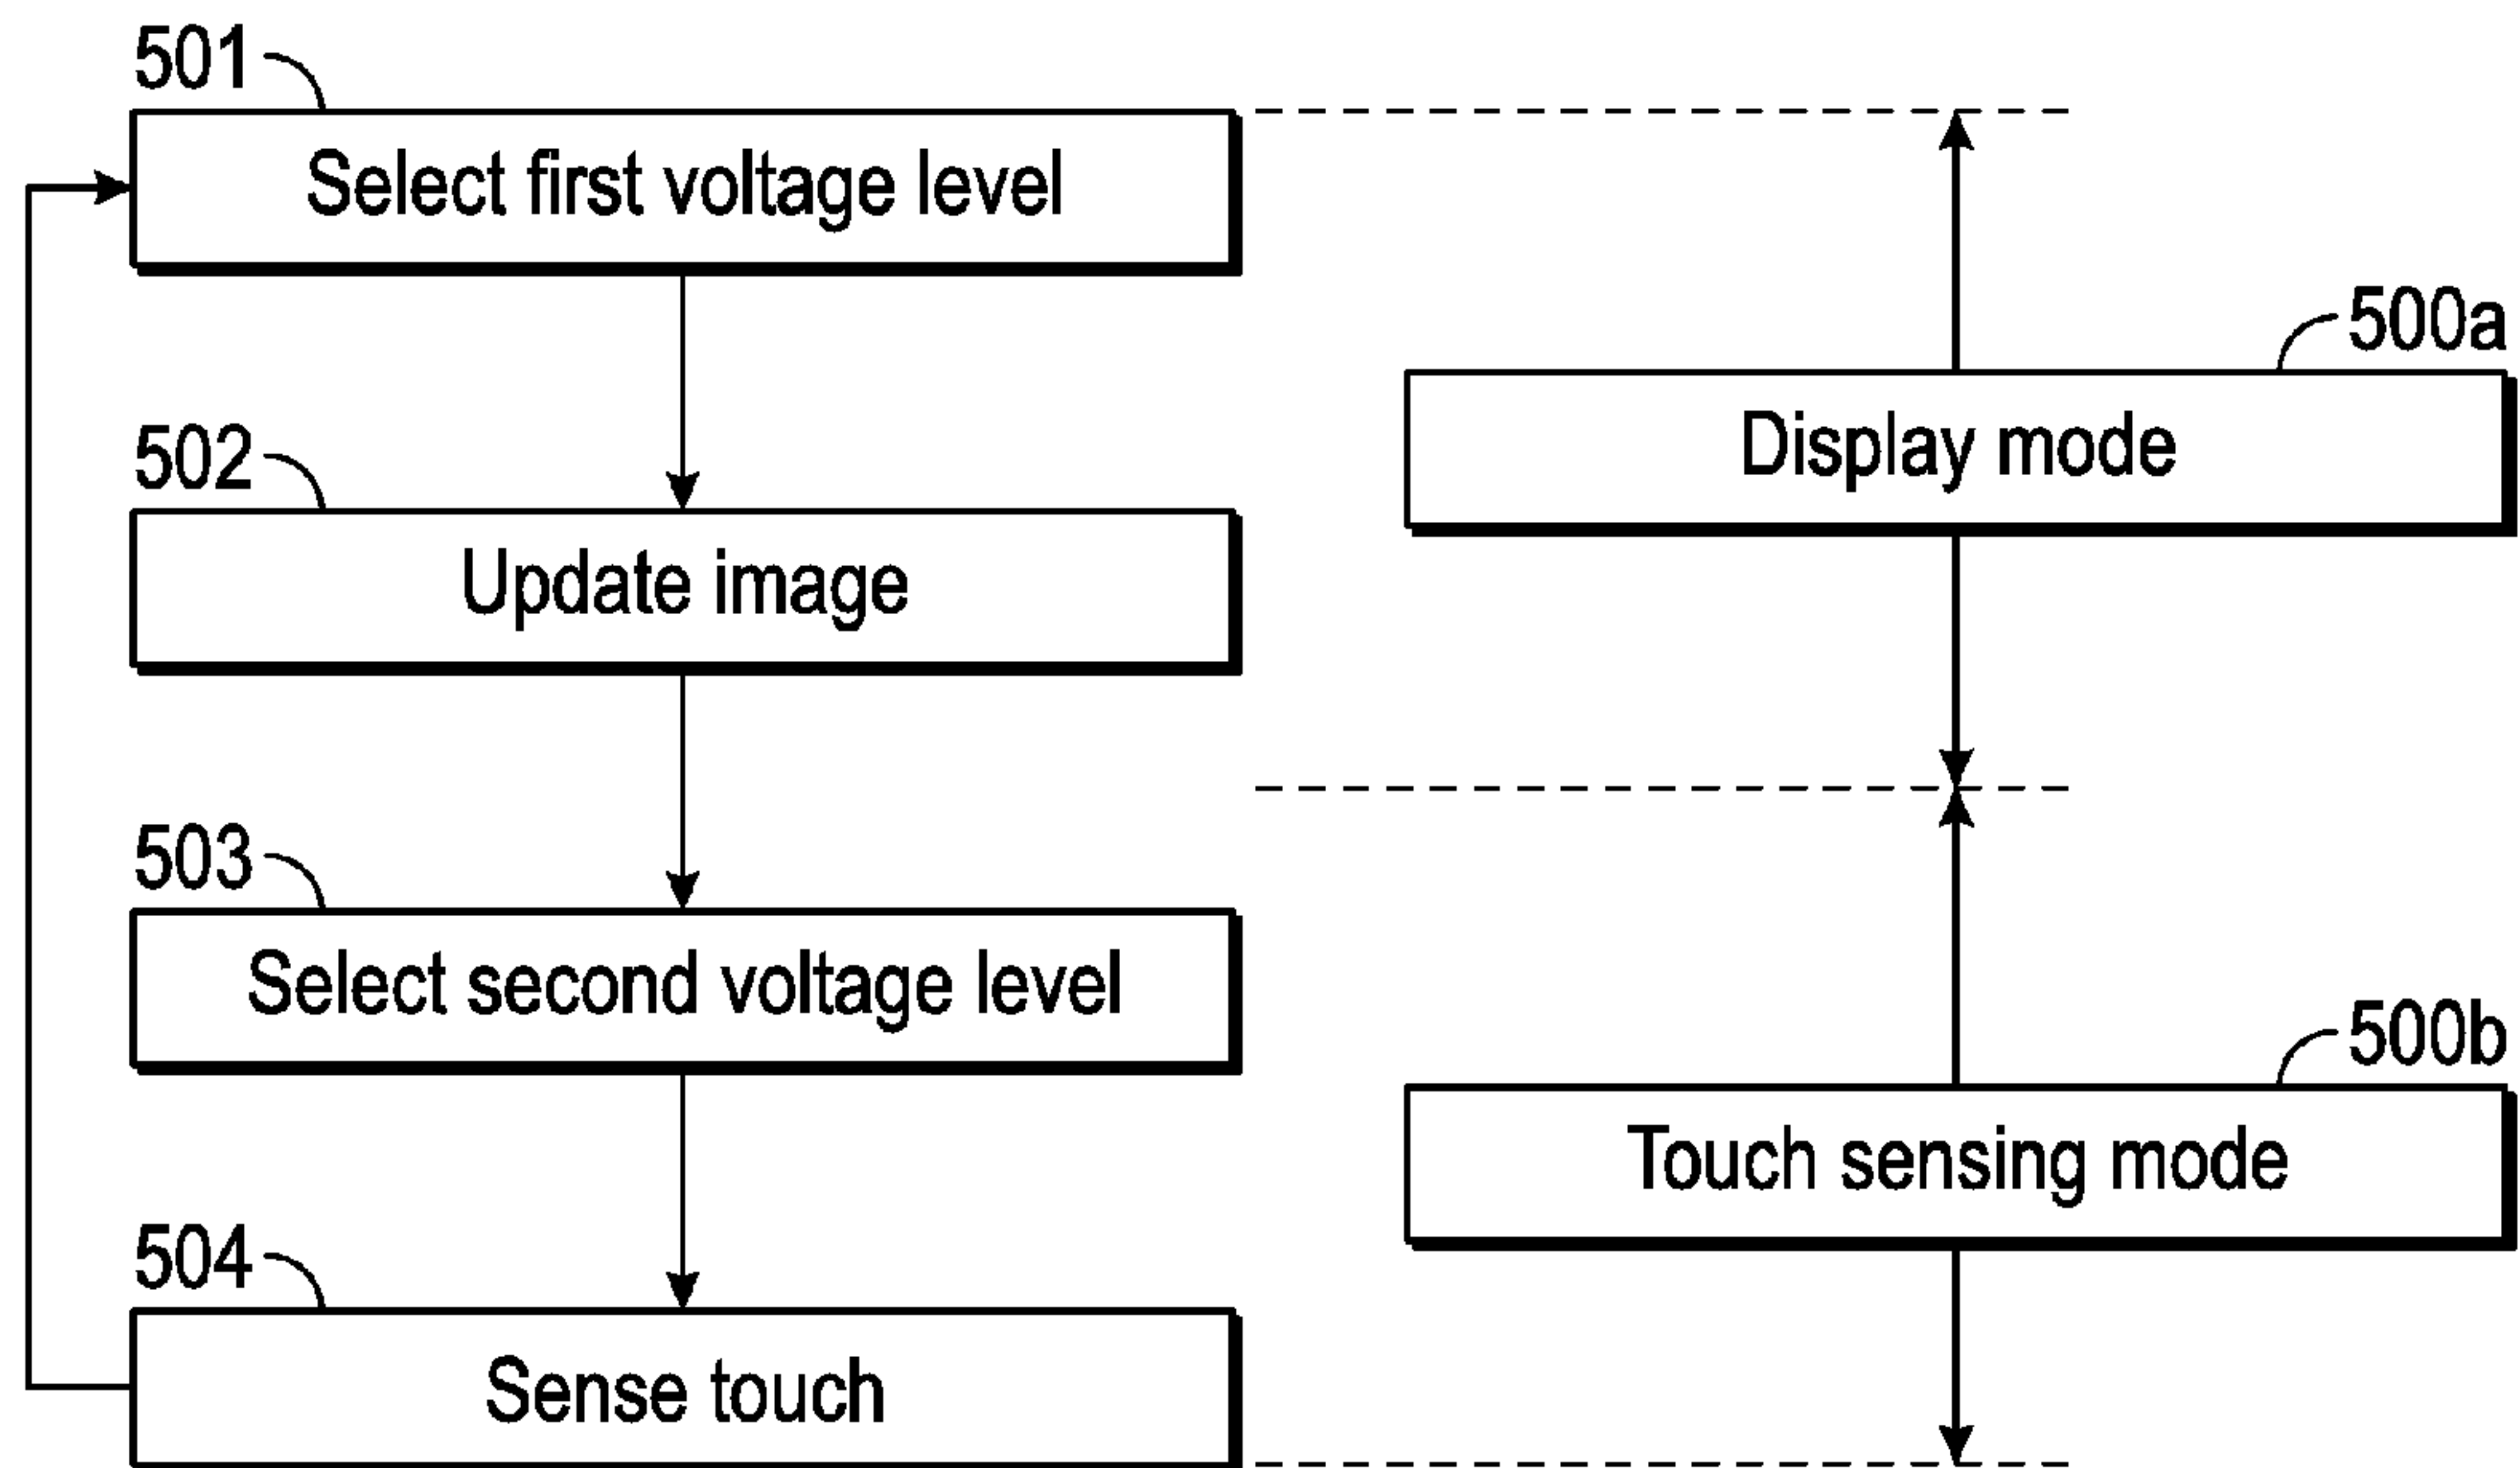 501
Select first voltage level
500a
Display mode
502
Update image
503
Select second voltage level
500b
Touch sensing mode
504
Sense touch